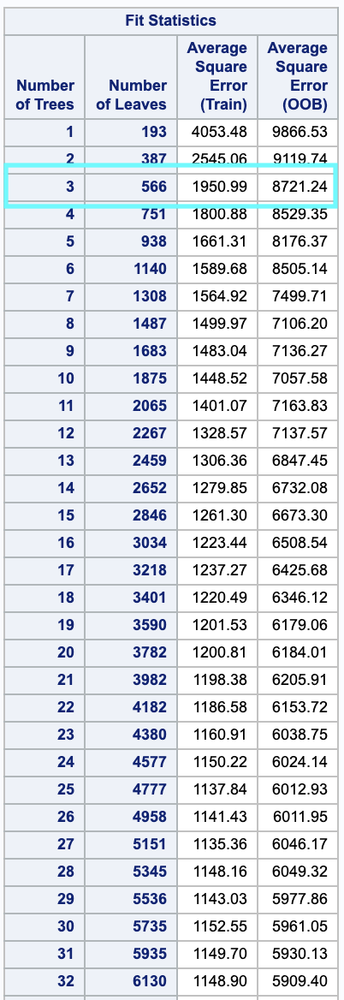 Fit Statistics
Number of Trees Number of Leaves Average Square Error (Train) Average Square Error (OOB)
1 193 4053.48 9866.53
2 387 2545.06 9119.74
3 566 1950.99 8721.24
4 751 1800.88 8529.35
5 938 1661.31 8176.37
6 1140 1589.68 8505.14
7 1308 1564.92 7499.71
8 1487 1499.97 7106.20
9 1683 1483.04 7136.27
10 1875 1448.52 7057.58
11 2065 1401.07 7163.83
12 2267 1328.57 7137.57
13 2459 1306.36 6847.45
14 2652 1279.85 6732.08
15 2846 1261.30 6673.30
16 3034 1223.44 6508.54
17 3218 1237.27 6425.68
18 3401 1220.49 6346.12
19 3590 1201.53 6179.06
20 3782 1200.81 6184.01
21 3982 1198.38 6205.91
22 4182 1186.58 6153.72
23 4380 1160.91 6038.75
24 4577 1150.22 6024.14
25 4777 1137.84 6012.93
26 4958 1141.43 6011.95
27 5151 1135.36 6046.17
28 5345 1148.16 6049.32
29 5536 1143.03 5977.86
30 5735 1152.55 5961.05
31 5935 1149.70 5930.13
32 6130 1148.90 5909.40